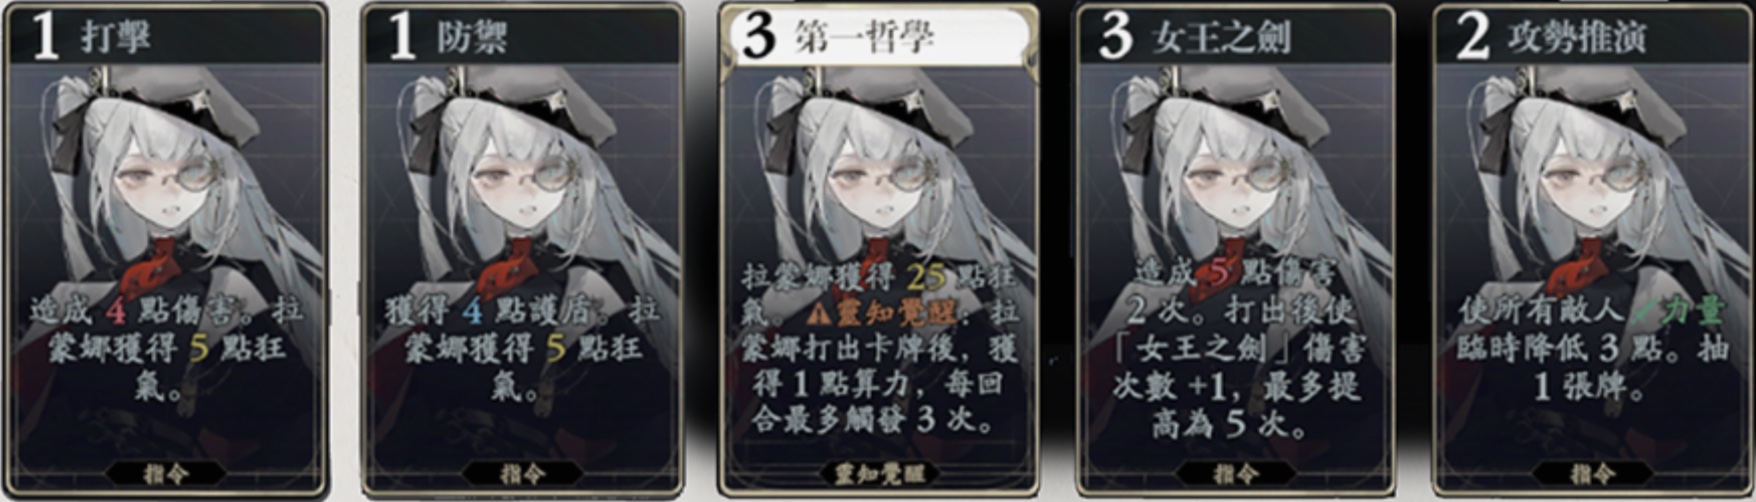 1 打擊
造成 4 點傷害。拉
蒙娜獲得 5 點狂
氣。
指令
1 防禦
獲得 4 點護盾。拉
蒙娜獲得 5 點狂
氣。
指令
3 第一哲學
拉蒙娜獲得 25 點狂
氣。靈知覺醒：拉
蒙娜打出卡牌後，獲
得 1 點算力，每回
合最多觸發 3 次。
靈知覺醒
3 女王之劍
造成 5 點傷害
2 次。打出後使
「女王之劍」傷害
次數 +1，最多提
高為 5 次。
指令
2 攻勢推演
使所有敵人 力量
臨時降低 3 點。抽
1 張牌。
指令